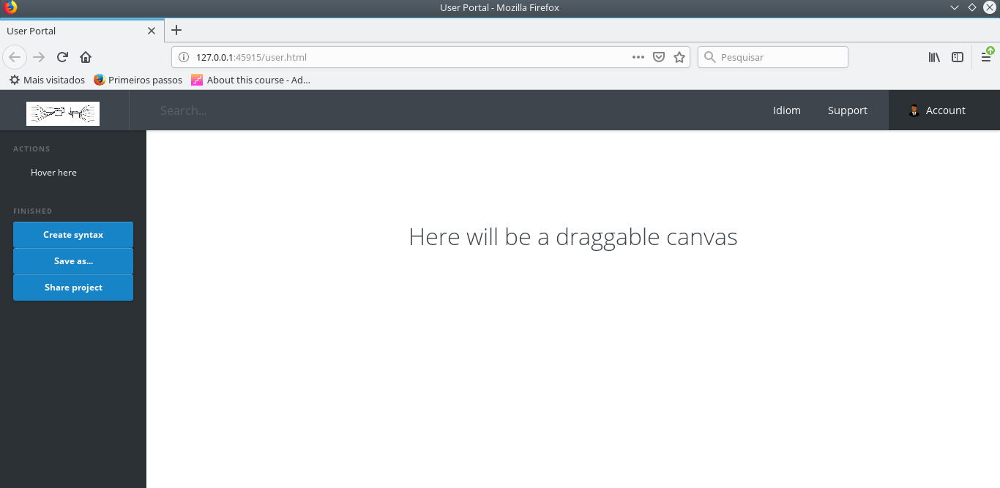 User Portal - Mozilla Firefox
User Portal
127.0.0.1:45915/user.html
Pesquisar
Mais visitados
Primeiros passos
About this course - Ad...
Search...
Idiom
Support
Account
ACTIONS
Hover here
FINISHED
Create syntax
Save as...
Share project
Here will be a draggable canvas